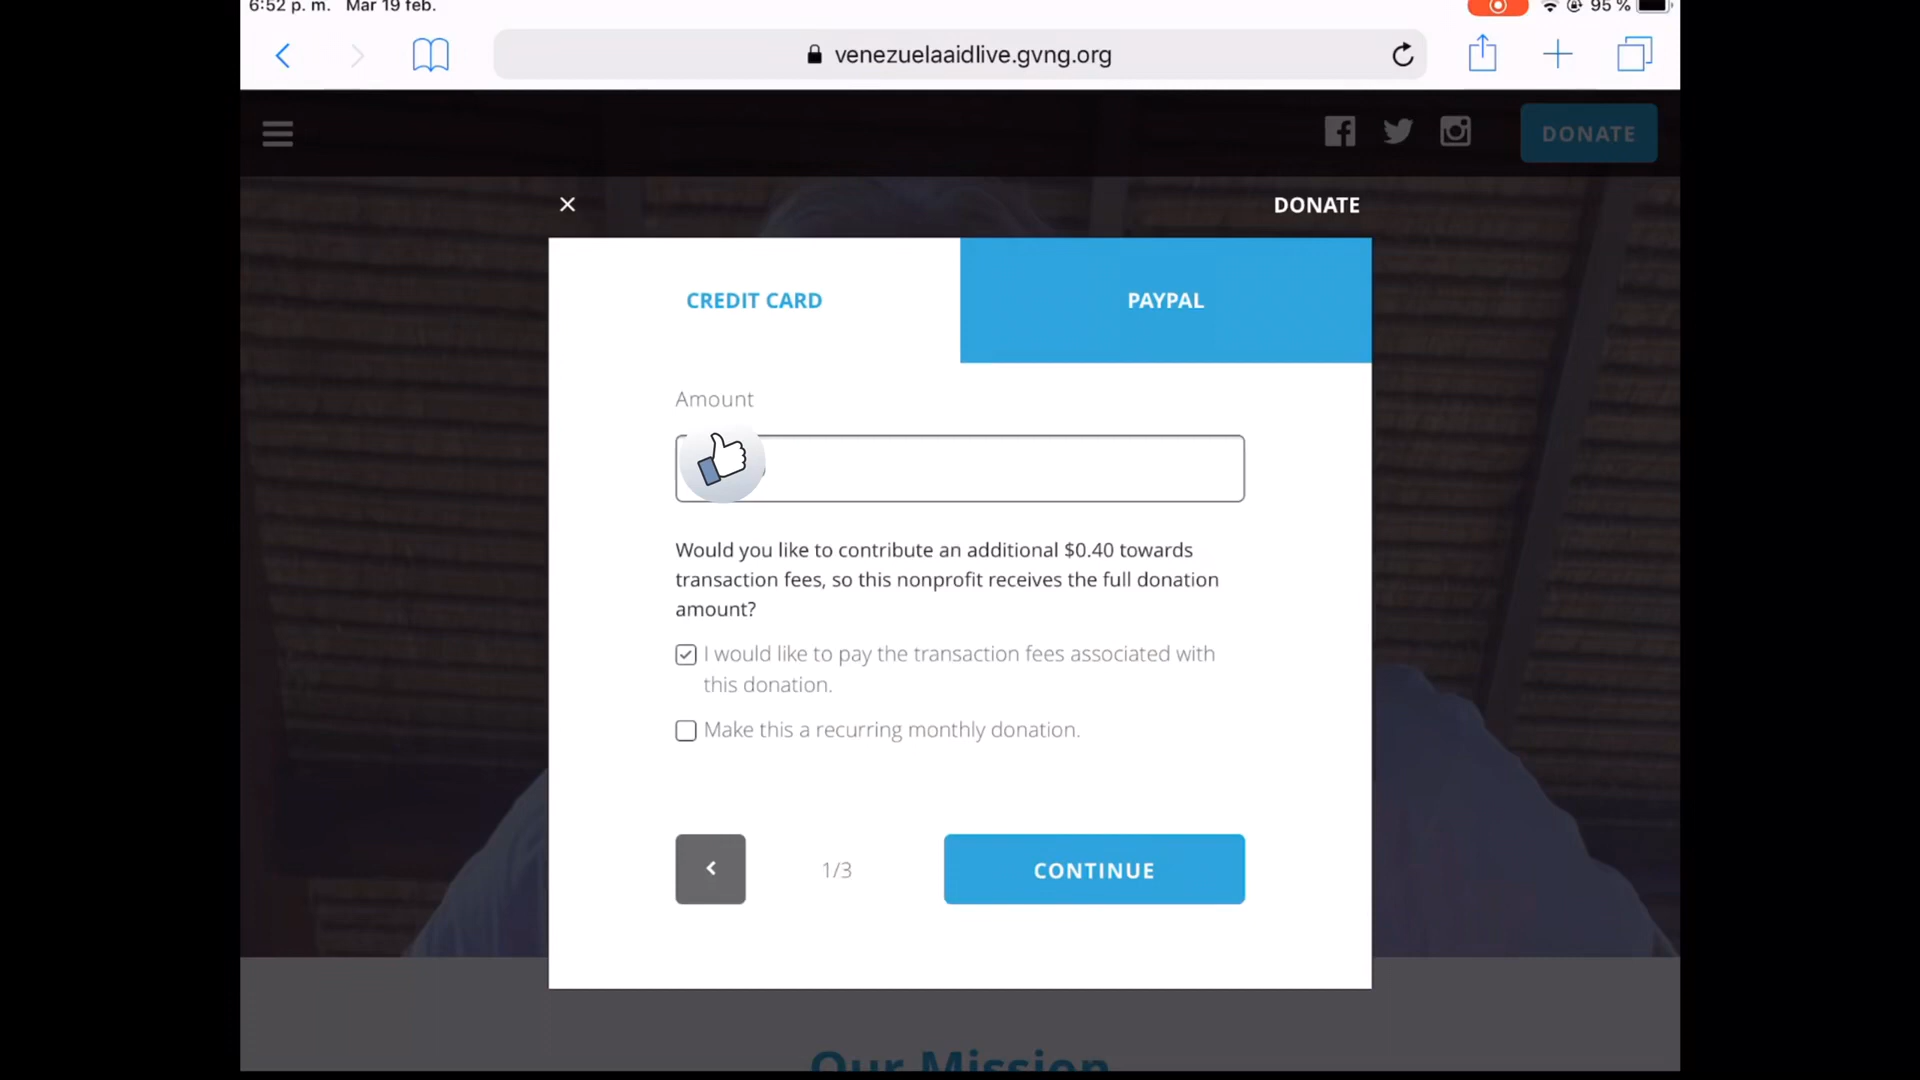 6:52 p. m. Mar 19 feb.
95 %
venezuelaaidlive.gvng.org
DONATE
DONATE
CREDIT CARD
PAYPAL
Amount
Would you like to contribute an additional $0.40 towards
transaction fees, so this nonprofit receives the full donation
amount?
I would like to pay the transaction fees associated with
this donation.
Make this a recurring monthly donation.
1/3
CONTINUE
Our Mission